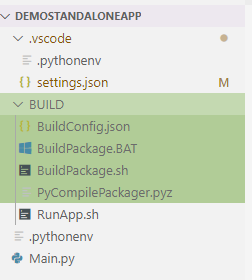 DEMOSTANDALONEAPP
.vscode
.pythonenv
settings.json M
BUILD
BuildConfig.json
BuildPackage.BAT
BuildPackage.sh
PyCompilePackager.pyz
RunApp.sh
.pythonenv
Main.py